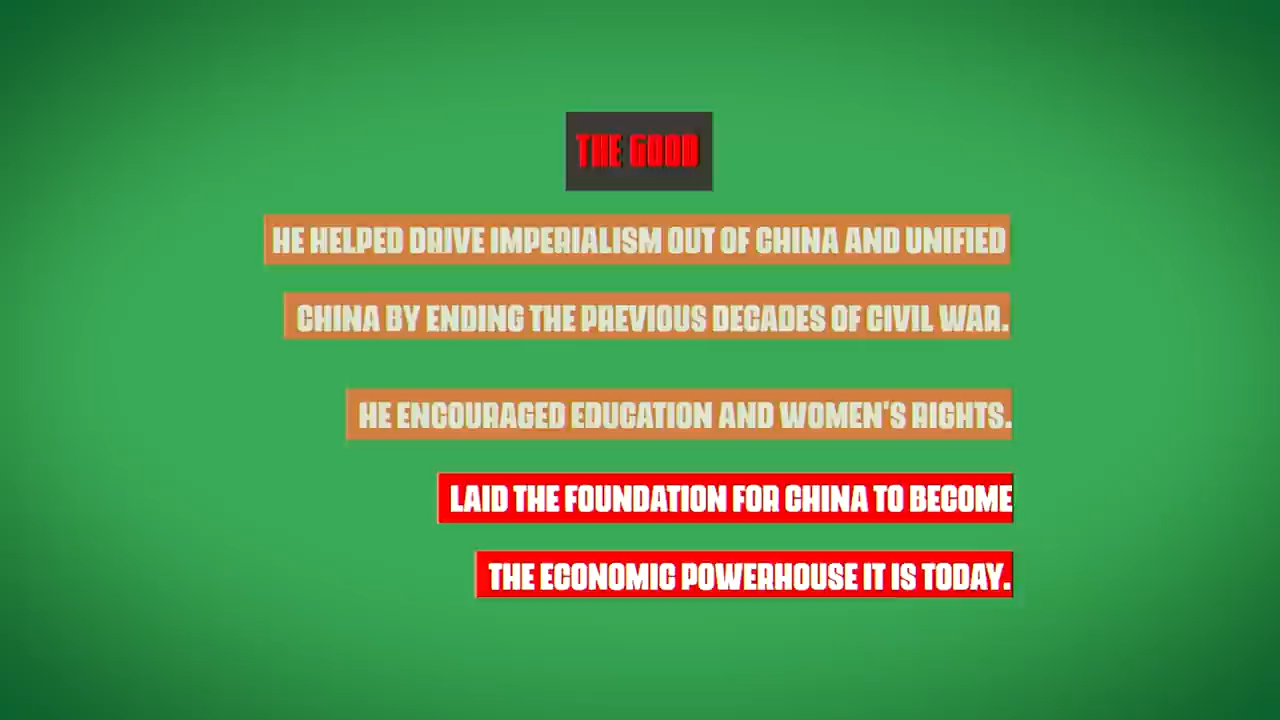 THE GOOD
HE HELPED DRIVE IMPERIALISM OUT OF CHINA AND UNIFIED
CHINA BY ENDING THE PREVIOUS DECADES OF CIVIL WAR.
HE ENCOURAGED EDUCATION AND WOMEN'S RIGHTS.
LAID THE FOUNDATION FOR CHINA TO BECOME
THE ECONOMIC POWERHOUSE IT IS TODAY.